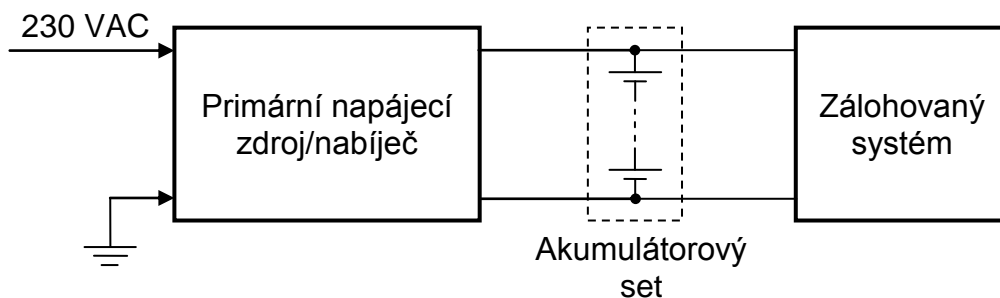 230 VAC
Primární napájecí
zdroj/nabíječ
Zálohovaný
systém
Akumulátorový
set